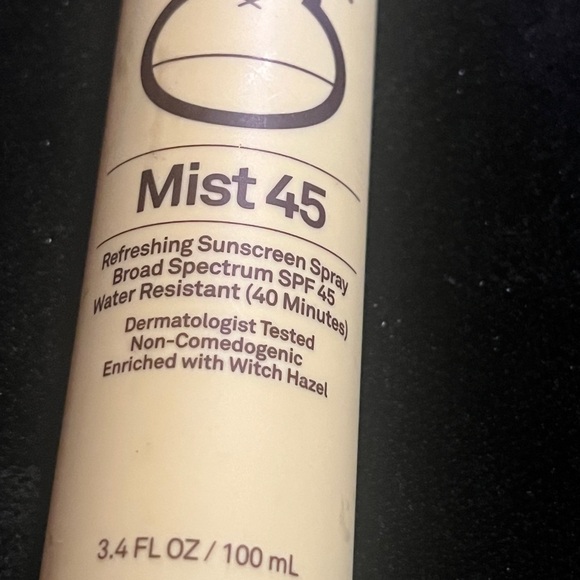 Mist 45
Refreshing Sunscreen Spray
Broad Spectrum SPF 45
Water Resistant (40 Minutes)
Dermatologist Tested
Non-Comedogenic
Enriched with Witch Hazel
3.4 FL OZ / 100 mL